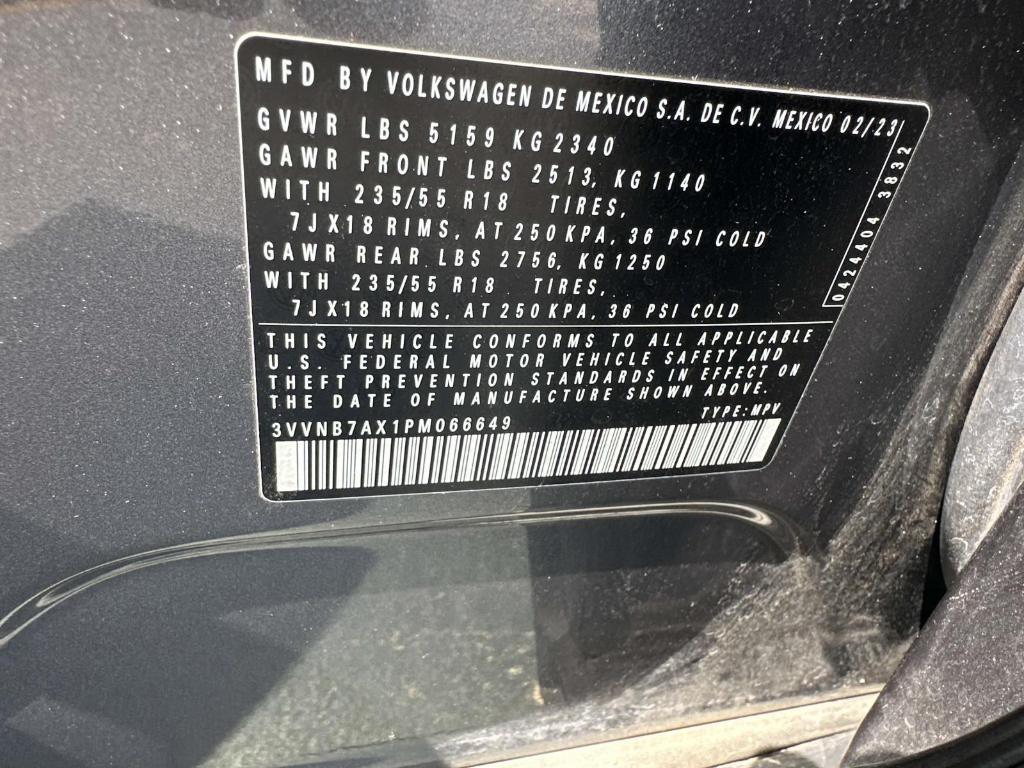 MFD BY VOLKSWAGEN DE MEXICO S.A. DE C.V. MEXICO 02/23
GVWR LBS 5159 KG 2340
GAWR FRONT LBS 2513, KG 1140
WITH 235/55 R18 TIRES,
7JX18 RIMS, AT 250 KPA, 36 PSI COLD
GAWR REAR LBS 2756, KG 1250
WITH 235/55 R18 TIRES,
7JX18 RIMS, AT 250 KPA, 36 PSI COLD
0424404 3832
THIS VEHICLE CONFORMS TO ALL APPLICABLE
U.S. FEDERAL MOTOR VEHICLE SAFETY AND
THEFT PREVENTION STANDARDS IN EFFECT ON
THE DATE OF MANUFACTURE SHOWN ABOVE.
3VVNB7AX1PM066649 TYPE: MPV